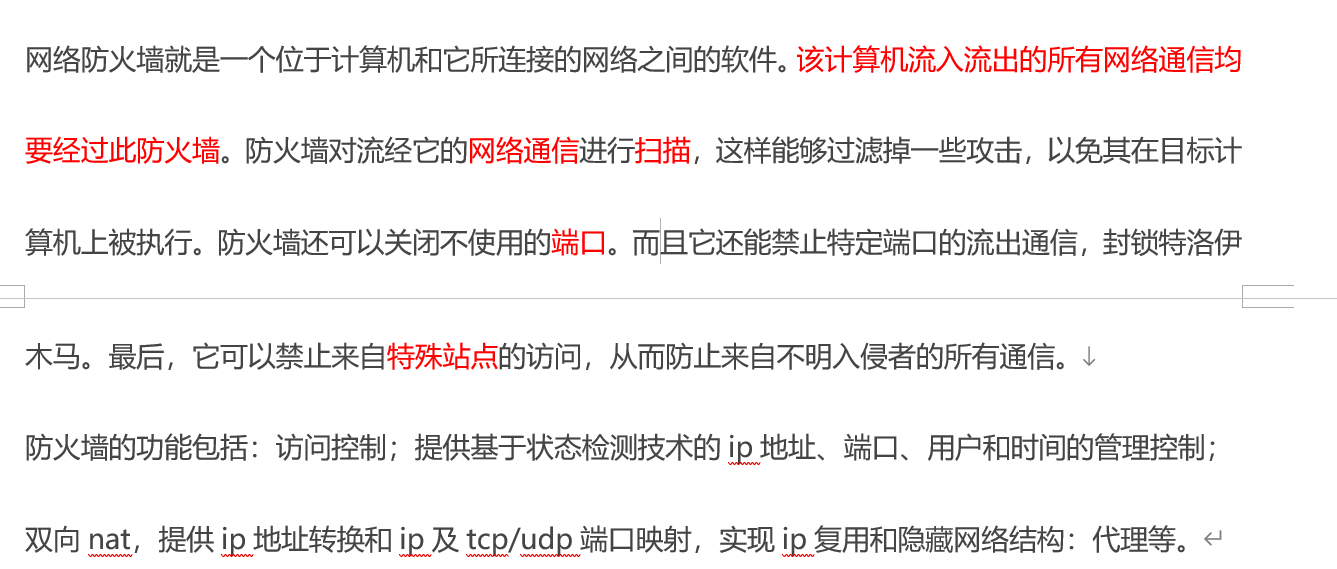 网络防火墙就是一个位于计算机和它所连接的网络之间的软件。该计算机流入流出的所有网络通信均
要经过此防火墙。防火墙对流经它的网络通信进行扫描，这样能够过滤掉一些攻击，以免其在目标计
算机上被执行。防火墙还可以关闭不使用的端口。而且它还能禁止特定端口的流出通信，封锁特洛伊
木马。最后，它可以禁止来自特殊站点的访问，从而防止来自不明入侵者的所有通信。↓
防火墙的功能包括：访问控制；提供基于状态检测技术的 ip 地址、端口、用户和时间的管理控制；
双向 nat，提供 ip 地址转换和 ip 及 tcp/udp 端口映射，实现 ip 复用和隐藏网络结构：代理等。↵